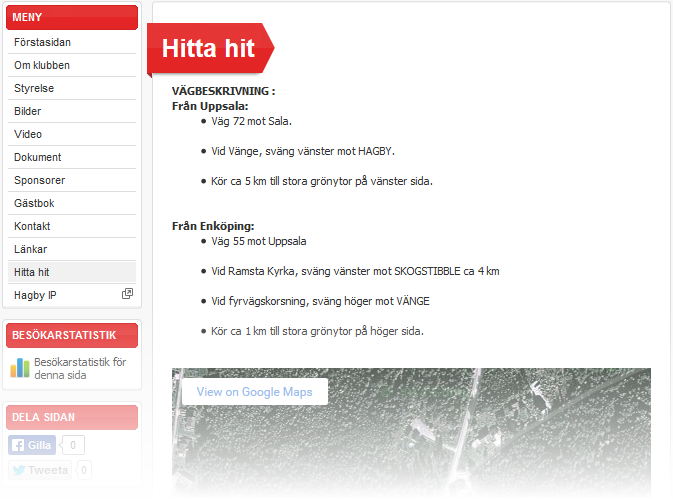 MENY
Förstasidan
Om klubben
Styrelse
Bilder
Video
Dokument
Sponsorer
Gästbok
Kontakt
Länkar
Hitta hit
Hagby IP
BESÖKARSTATISTIK
Besökarstatistik för
denna sida
DELA SIDAN
Gilla 0
Tweeta 0
Hitta hit
VÄGBESKRIVNING :
Från Uppsala:
• Väg 72 mot Sala.
• Vid Vänge, sväng vänster mot HAGBY.
• Kör ca 5 km till stora grönytor på vänster sida.
Från Enköping:
• Väg 55 mot Uppsala
• Vid Ramsta Kyrka, sväng vänster mot SKOGSTIBBLE ca 4 km
• Vid fyrvägskorsning, sväng höger mot VÄNGE
• Kör ca 1 km till stora grönytor på höger sida.
View on Google Maps